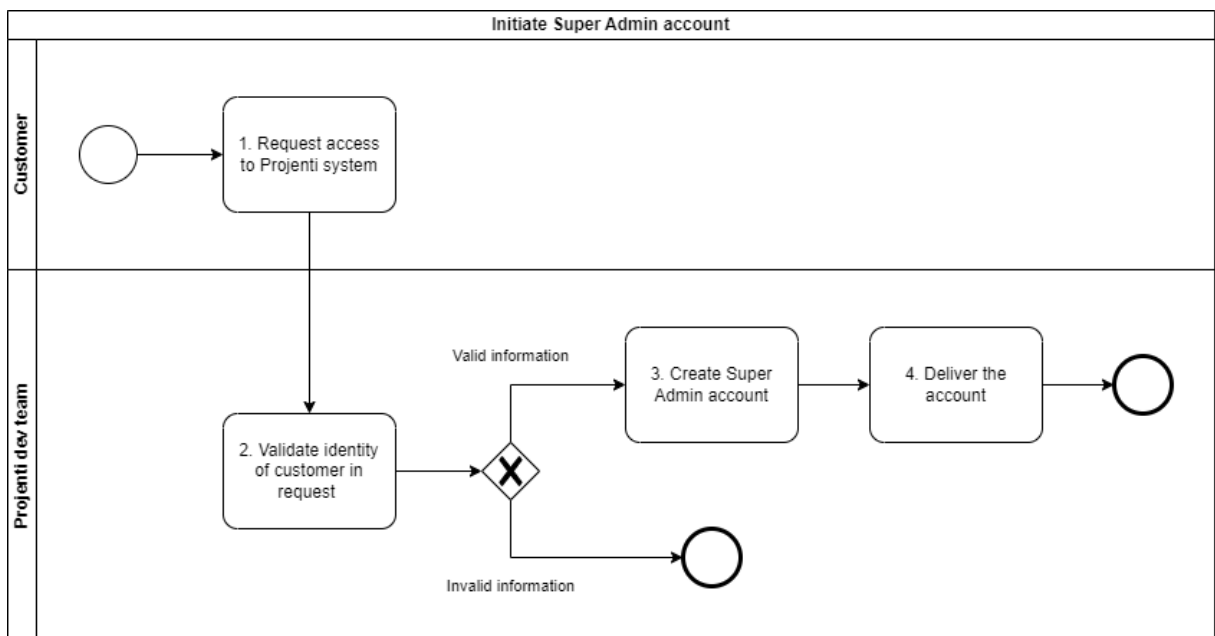 Initiate Super Admin account
Customer
1. Request access
to Projenti system
Projenti dev team
2. Validate identity
of customer in
request
Valid information
3. Create Super
Admin account
4. Deliver the
account
Invalid information